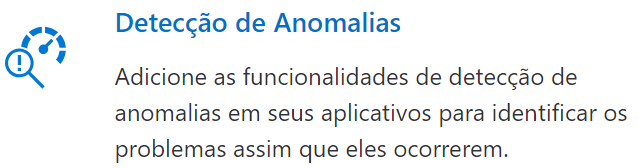 Detecção de Anomalias
Adicione as funcionalidades de detecção de
anomalias em seus aplicativos para identificar os
problemas assim que eles ocorrerem.